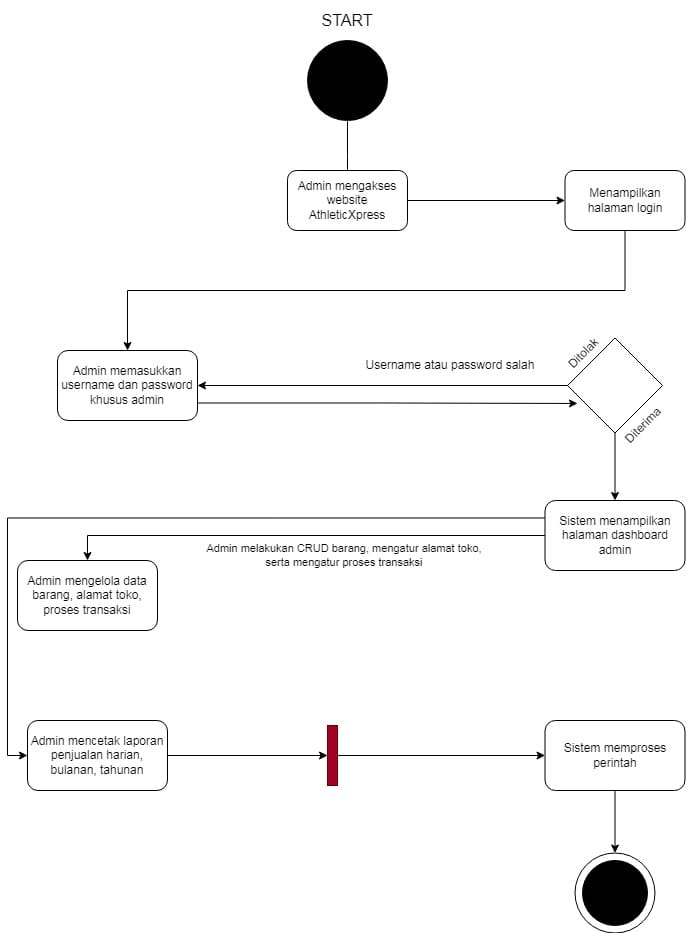 START
Admin mengakses
website
AthleticXpress
Menampilkan
halaman login
Admin memasukkan
username dan password
khusus admin
Username atau password salah
Ditolak
Diterima
Sistem menampilkan
halaman dashboard
admin
Admin melakukan CRUD barang, mengatur alamat toko,
serta mengatur proses transaksi
Admin mengelola data
barang, alamat toko,
proses transaksi
Admin mencetak laporan
penjualan harian,
bulanan, tahunan
Sistem memproses
perintah